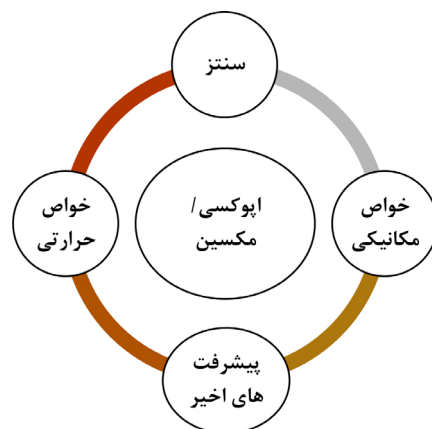 سنتز
خواص
مکانیکی
اپوکسی/
مکسین
خواص
حرارتی
پیشرفت
های اخیر